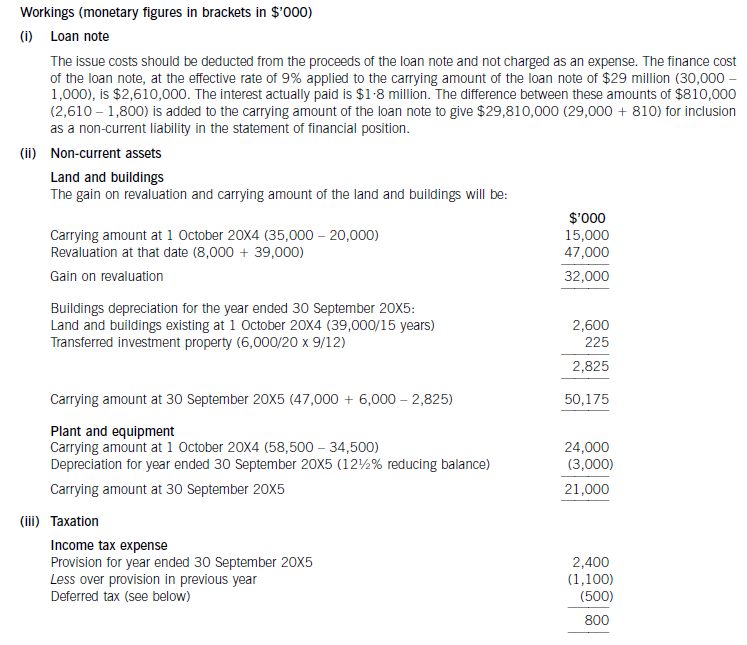 Workings (monetary figures in brackets in $'000)
(i) Loan note
The issue costs should be deducted from the proceeds of the loan note and not charged as an expense. The finance cost
of the loan note, at the effective rate of 9% applied to the carrying amount of the loan note of $29 million (30,000 –
1,000), is $2,610,000. The interest actually paid is $1·8 million. The difference between these amounts of $810,000
(2,610 – 1,800) is added to the carrying amount of the loan note to give $29,810,000 (29,000 + 810) for inclusion
as a non-current liability in the statement of financial position.
(ii) Non-current assets
Land and buildings
The gain on revaluation and carrying amount of the land and buildings will be:
$'000
Carrying amount at 1 October 20X4 (35,000 – 20,000) 15,000
Revaluation at that date (8,000 + 39,000) 47,000
Gain on revaluation 32,000
Buildings depreciation for the year ended 30 September 20X5:
Land and buildings existing at 1 October 20X4 (39,000/15 years) 2,600
Transferred investment property (6,000/20 x 9/12) 225
2,825
Carrying amount at 30 September 20X5 (47,000 + 6,000 – 2,825) 50,175
Plant and equipment
Carrying amount at 1 October 20X4 (58,500 – 34,500) 24,000
Depreciation for year ended 30 September 20X5 (12½% reducing balance) (3,000)
Carrying amount at 30 September 20X5 21,000
(iii) Taxation
Income tax expense
Provision for year ended 30 September 20X5 2,400
Less over provision in previous year (1,100)
Deferred tax (see below) (500)
800